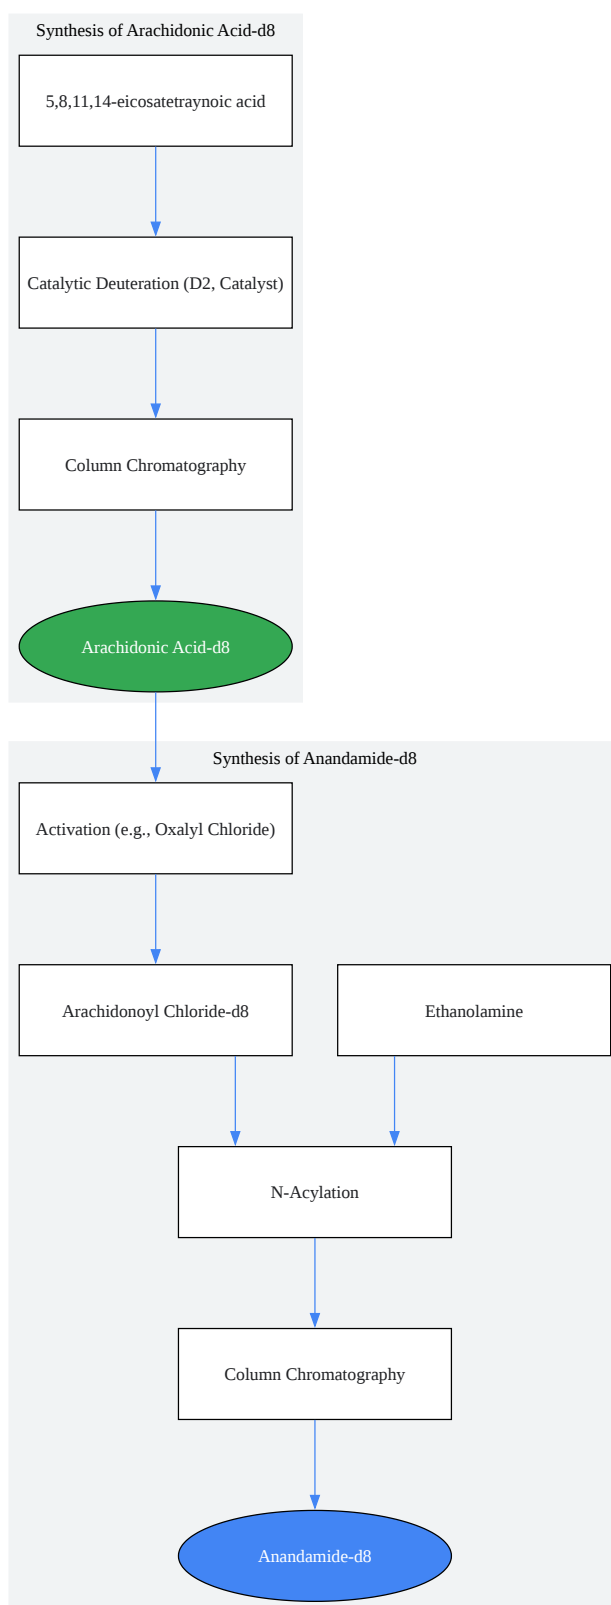 Synthesis of Arachidonic Acid-d8
5,8,11,14-eicosatetraynoic acid
Catalytic Deuteration (D2, Catalyst)
Column Chromatography
Arachidonic Acid-d8
Synthesis of Anandamide-d8
Activation (e.g., Oxalyl Chloride)
Arachidonoyl Chloride-d8
Ethanolamine
N-Acylation
Column Chromatography
Anandamide-d8